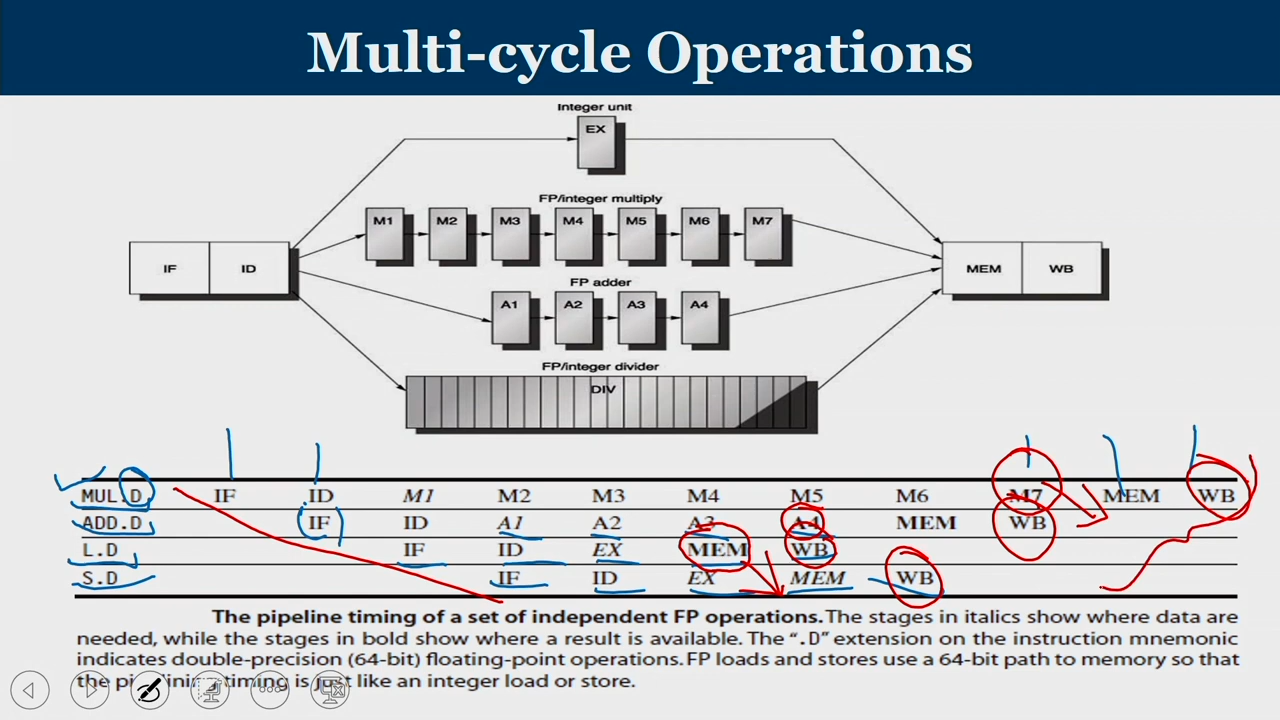 Multi-cycle Operations
Integer unit
EX
FP/integer multiply
M1 M2 M3 M4 M5 M6 M7
IF ID MEM WB
FP adder
A1 A2 A3 A4
FP/integer divider
DIV
MUL.D IF ID M1 M2 M3 M4 M5 M6 M7 MEM WB
ADD.D IF ID A1 A2 A3 A4 MEM WB
L.D IF ID EX MEM WB
S.D IF ID EX MEM WB
The pipeline timing of a set of independent FP operations. The stages in italics show where data are
needed, while the stages in bold show where a result is available. The “.D” extension on the instruction mnemonic
indicates double-precision (64-bit) floating-point operations. FP loads and stores use a 64-bit path to memory so that
the pipelining timing is just like an integer load or store.